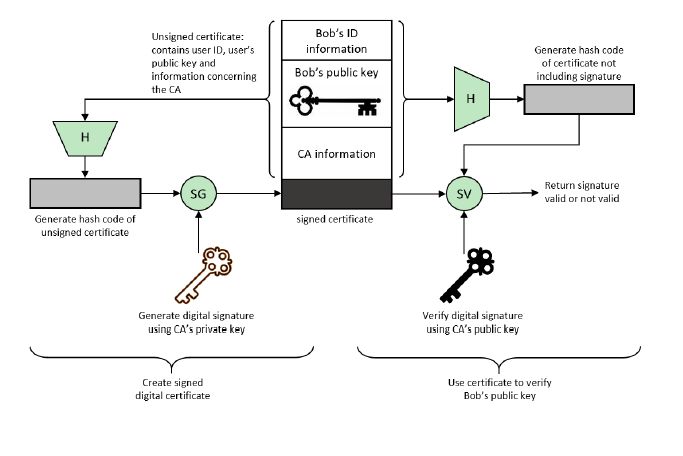 Unsigned certificate:
contains user ID, user's
public key and
information concerning
the CA
Bob's ID
information
Bob's public key
CA information
Generate hash code
of certificate not
including signature
H
H
Generate hash code of
unsigned certificate
SG
signed certificate
SV
Return signature
valid or not valid
Generate digital signature
using CA's private key
Verify digital signature
using CA's public key
Create signed
digital certificate
Use certificate to verify
Bob's public key